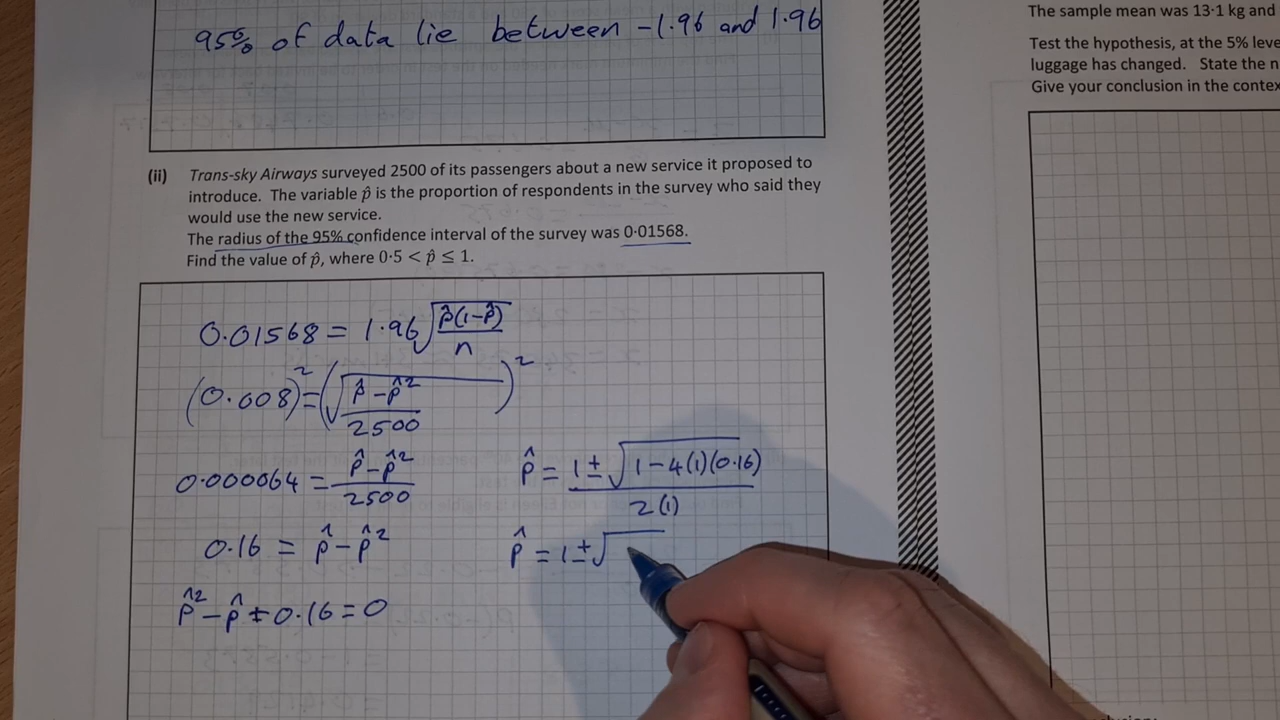 95% of data lie between -1.96 and 1.96
(ii) Trans-sky Airways surveyed 2500 of its passengers about a new service it proposed to
introduce. The variable p̂ is the proportion of respondents in the survey who said they
would use the new service.
The radius of the 95% confidence interval of the survey was 0·01568.
Find the value of p̂, where 0·5 < p̂ ≤ 1.
0.01568 = 1.96 √(p̂(1-p̂)/n)
(0.008)² = (√(p̂-p̂²/2500))²
0.000064 = p̂-p̂²/2500
0.16 = p̂-p̂²
p̂²-p̂+0.16=0
p̂ = 1±√1-4(1)(0.16)/2(1)
p̂ = 1±√
The sample mean was 13·1 kg and
Test the hypothesis, at the 5% leve
luggage has changed. State the n
Give your conclusion in the contex